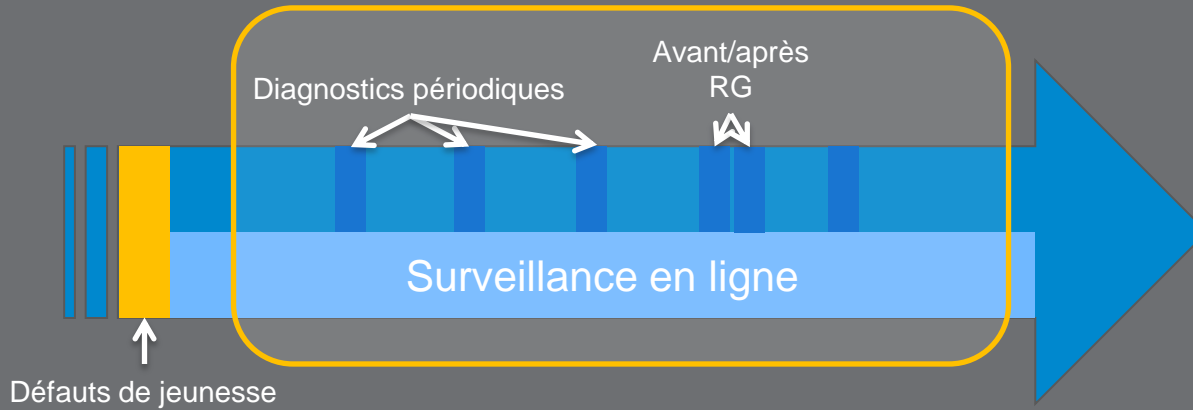 Avant/après
RG
Diagnostics périodiques
Surveillance en ligne
Défauts de jeunesse